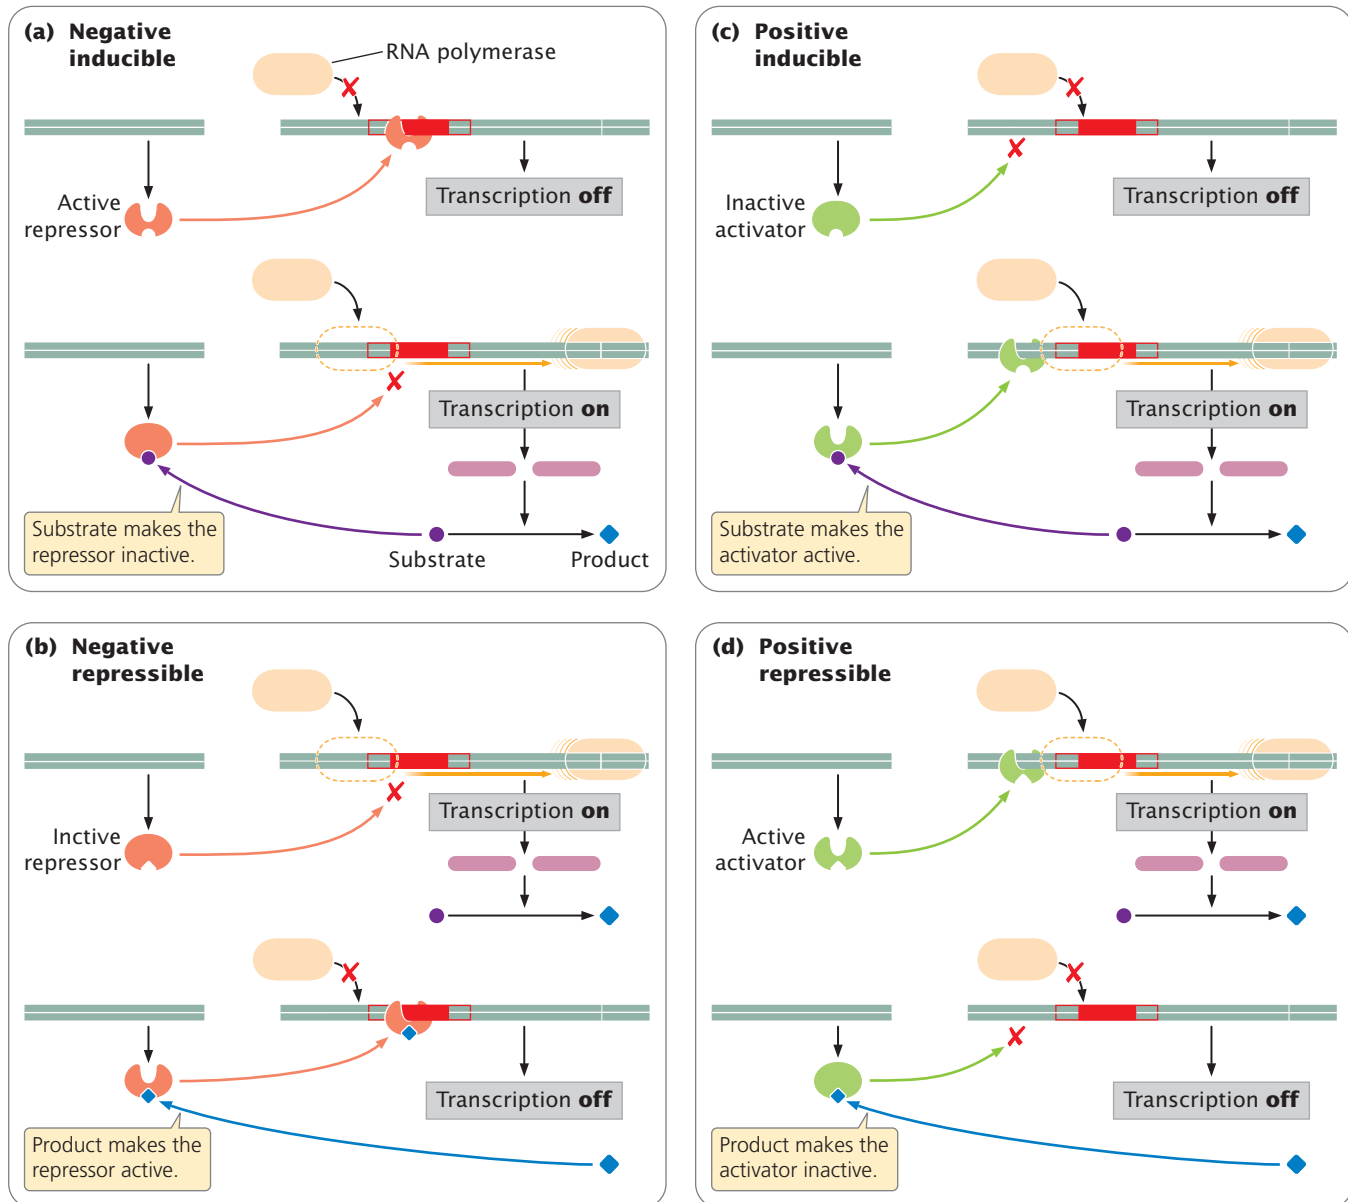 (a) Negative
inducible
RNA polymerase
Active
repressor
Transcription off
Transcription on
Substrate makes the
repressor inactive.
Substrate
Product
(c) Positive
inducible
Inactive
activator
Transcription off
Transcription on
Substrate makes the
activator active.
(b) Negative
repressible
Inctive
repressor
Transcription on
Transcription off
Product makes the
repressor active.
(d) Positive
repressible
Active
activator
Transcription on
Transcription off
Product makes the
activator inactive.